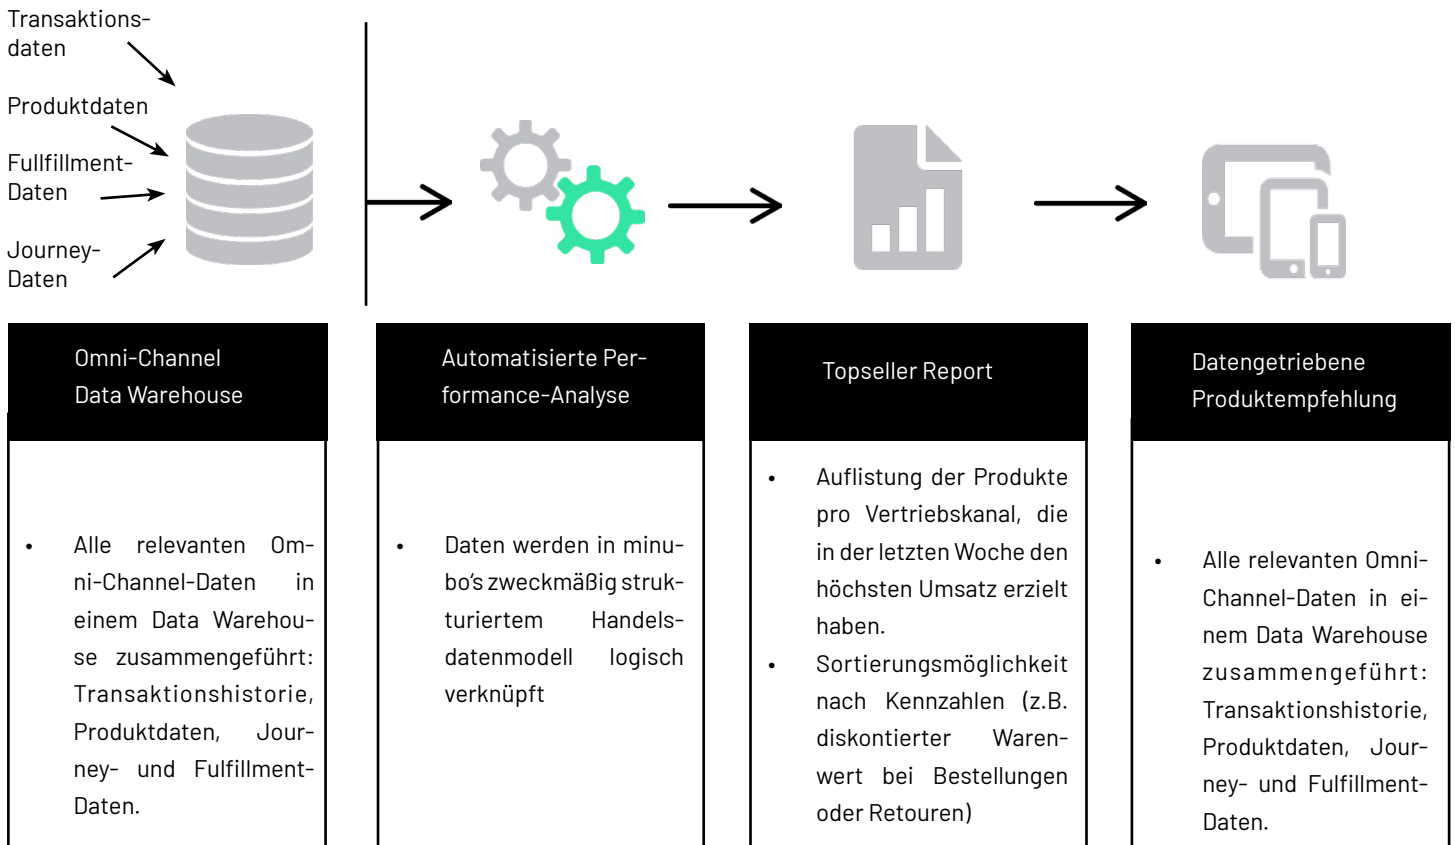 Transaktions-
daten
Produktdaten
Fullfillment-
Daten
Journey-
Daten
Omni-Channel
Data Warehouse
Automatisierte Per-
formance-Analyse
Topseller Report
Datengetriebene
Produktempfehlung
• Alle relevanten Om-
ni-Channel-Daten in
einem Data Warehou-
se zusammengeführt:
Transaktionshistorie,
Produktdaten, Jour-
ney- und Fulfillment-
Daten.
• Daten werden in minu-
bo‘s zweckmäßig struk-
turiertem Handels-
datenmodell logisch
verknüpft
• Auflistung der Produkte
pro Vertriebskanal, die
in der letzten Woche den
höchsten Umsatz erzielt
haben.
• Sortierungsmöglichkeit
nach Kennzahlen (z.B.
diskontierter Waren-
wert bei Bestellungen
oder Retouren)
• Alle relevanten Omni-
Channel-Daten in ei-
nem Data Warehouse
zusammengeführt:
Transaktionshistorie,
Produktdaten, Jour-
ney- und Fulfillment-
Daten.